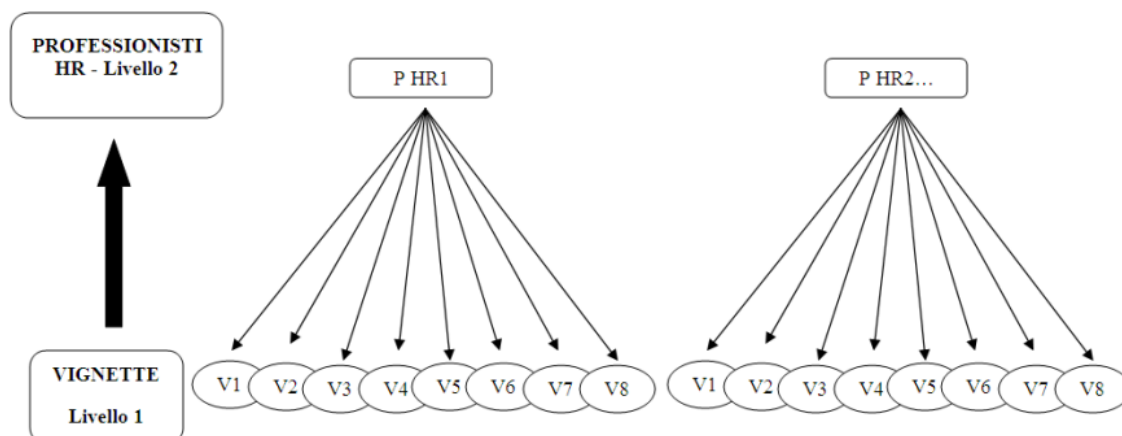 PROFESSIONISTI
HR - Livello 2
P HR1
P HR2...
VIGNETTE
Livello 1
V1 V2 V3 V4 V5 V6 V7 V8
V1 V2 V3 V4 V5 V6 V7 V8